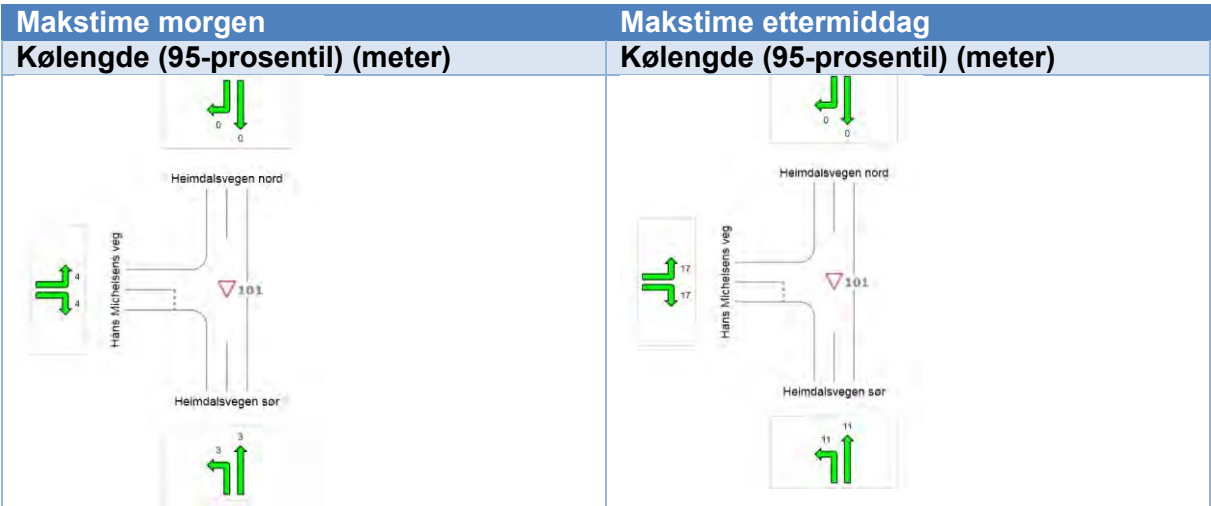 Makstime morgen
Kølengde (95-prosentil) (meter)
0
0
Heimdalsvegen nord
Hans Michelsens veg
4
4
101
Heimdalsvegen sør
3
3
Makstime ettermiddag
Kølengde (95-prosentil) (meter)
0
0
Heimdalsvegen nord
Hans Michelsens veg
17
17
101
Heimdalsvegen sør
11
11